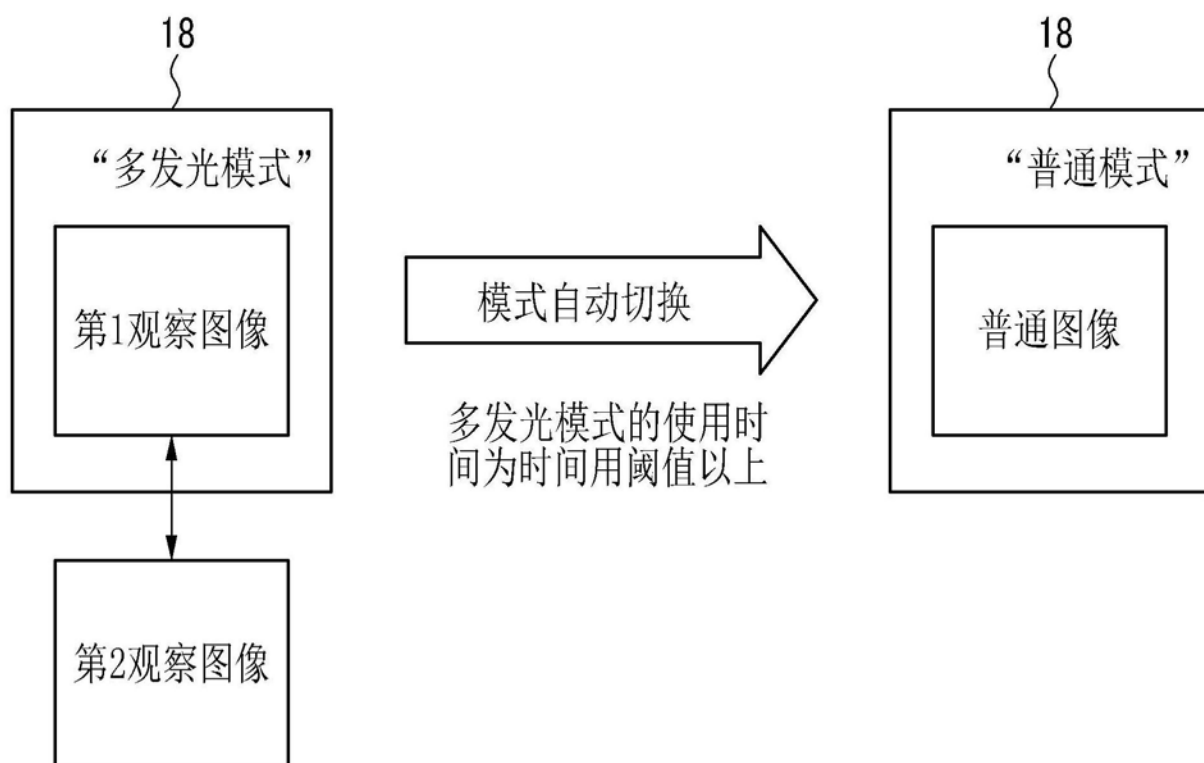 18
“多发光模式”
第1观察图像
第2观察图像
模式自动切换
多发光模式的使用时
间为时间用阈值以上
18
“普通模式”
普通图像